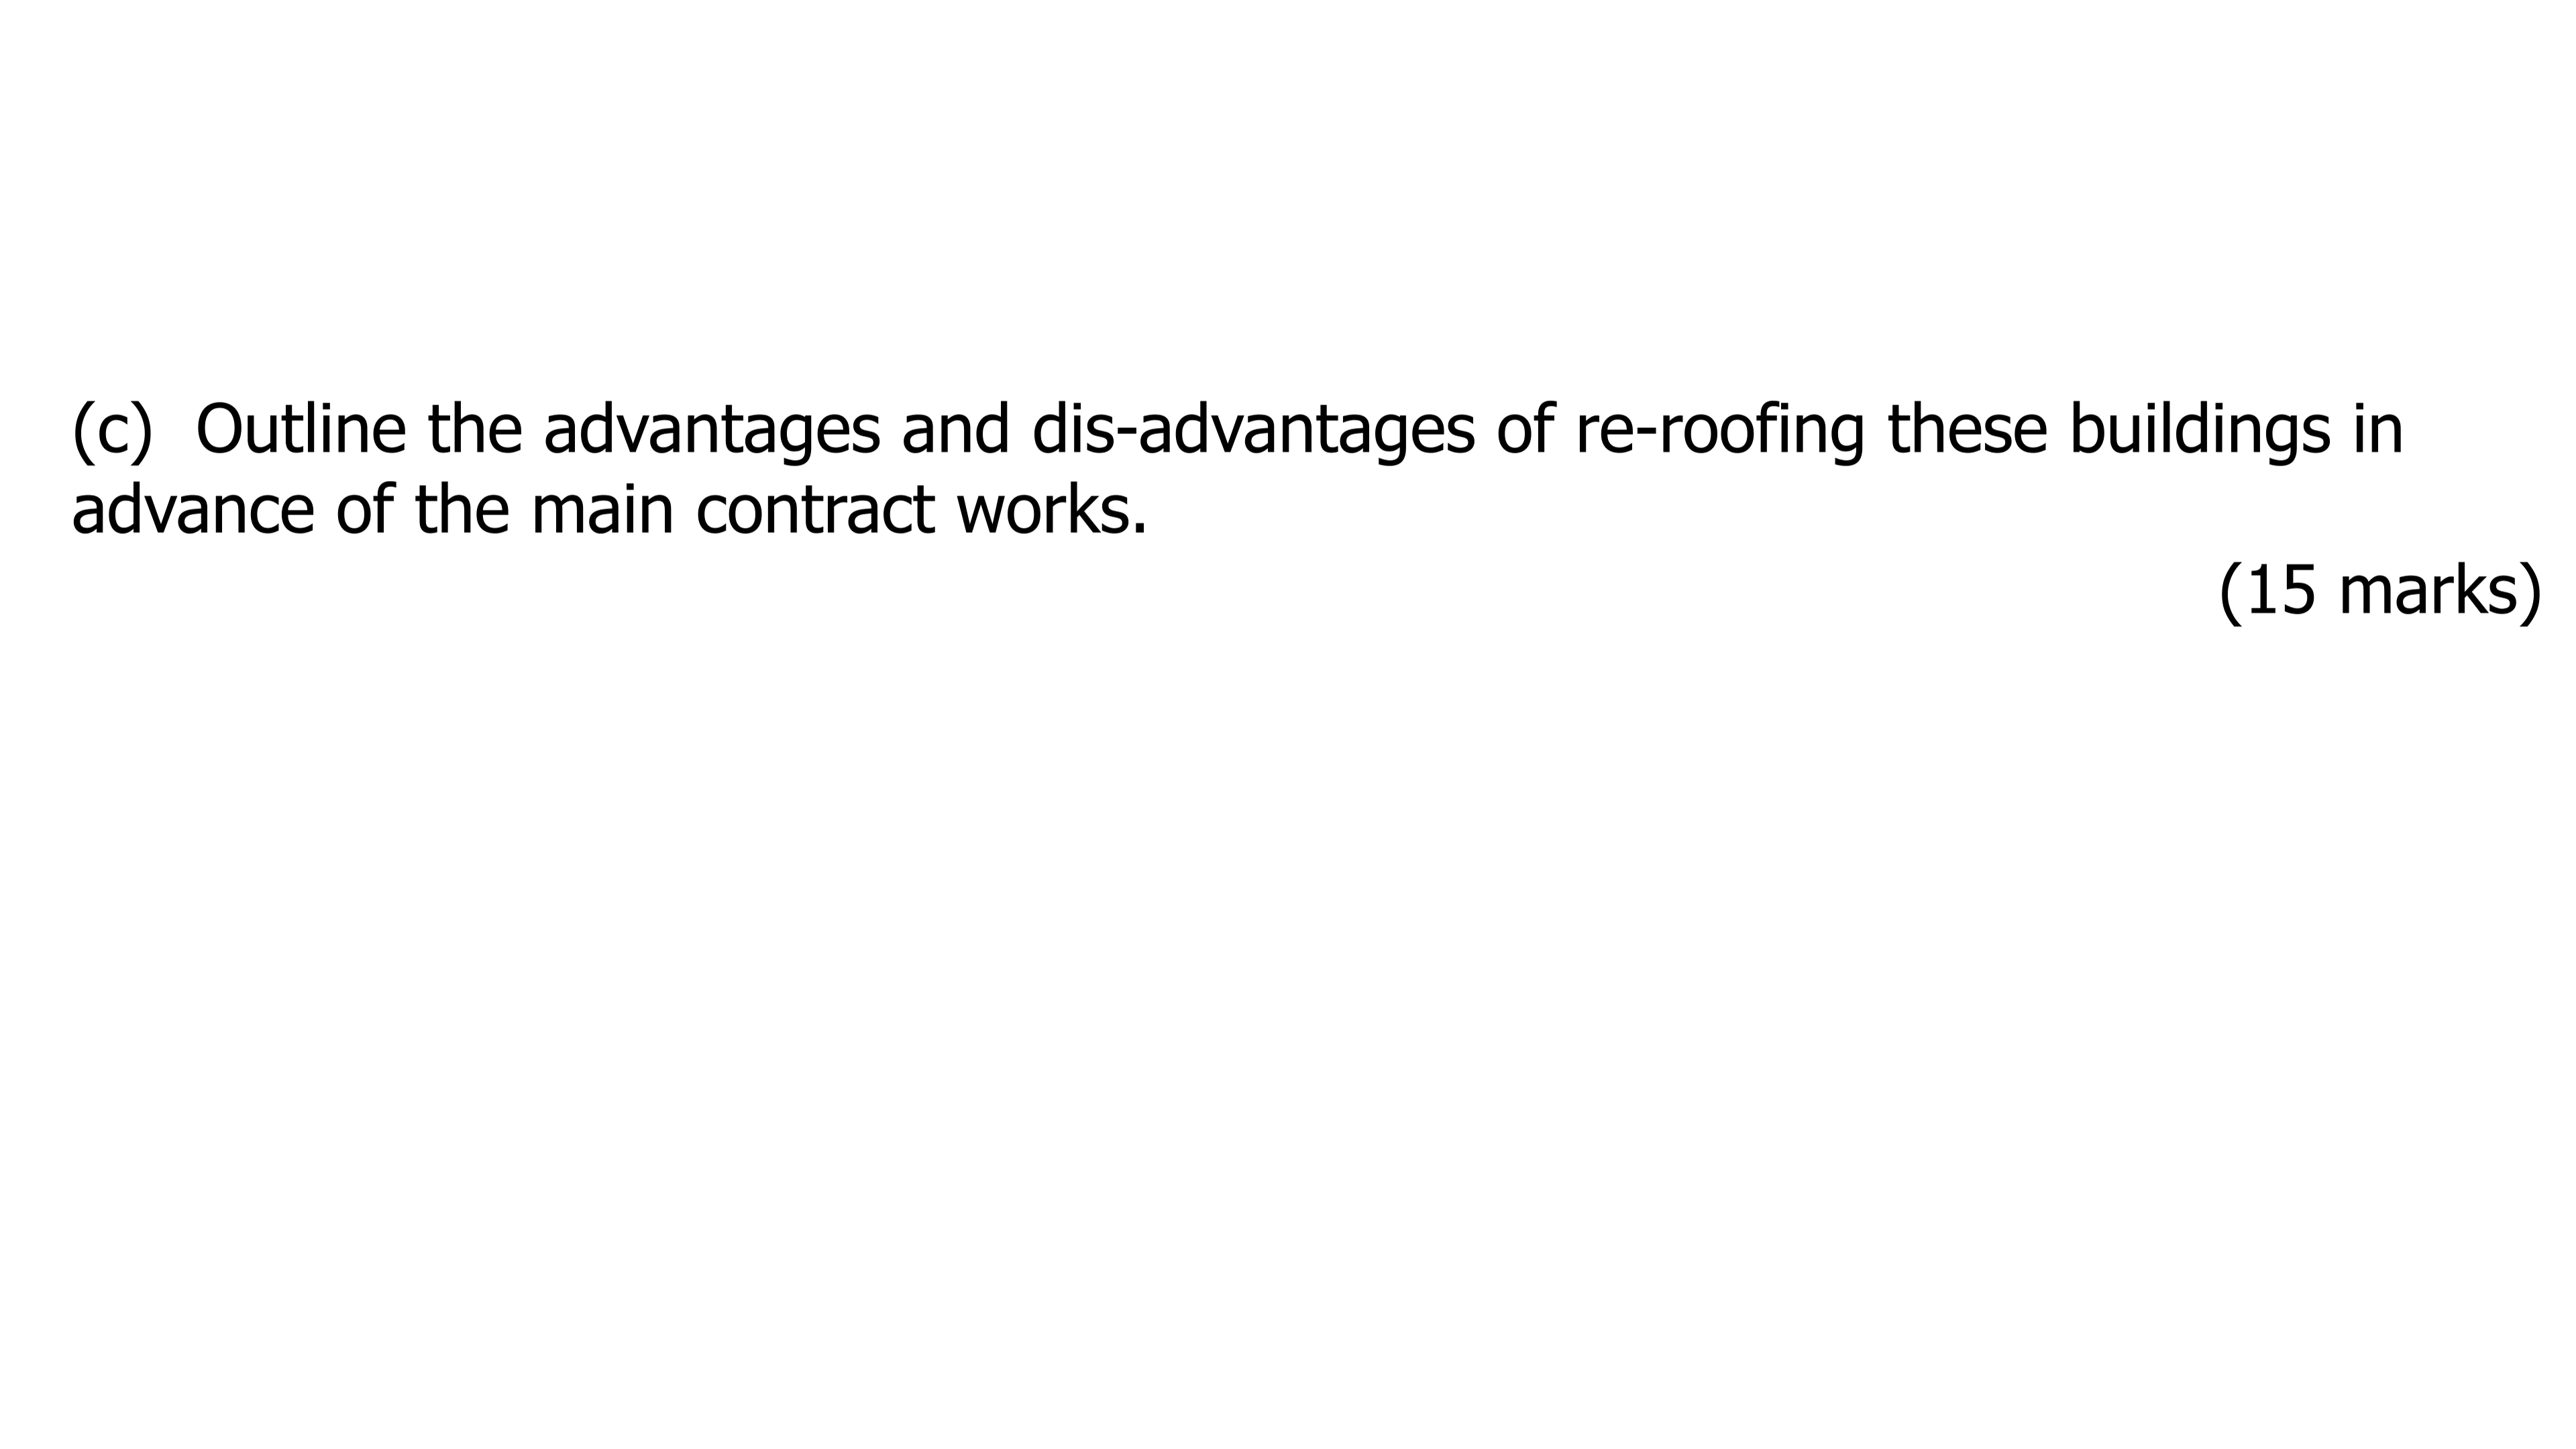 (c) Outline the advantages and dis-advantages of re-roofing these buildings in
advance of the main contract works.
(15 marks)